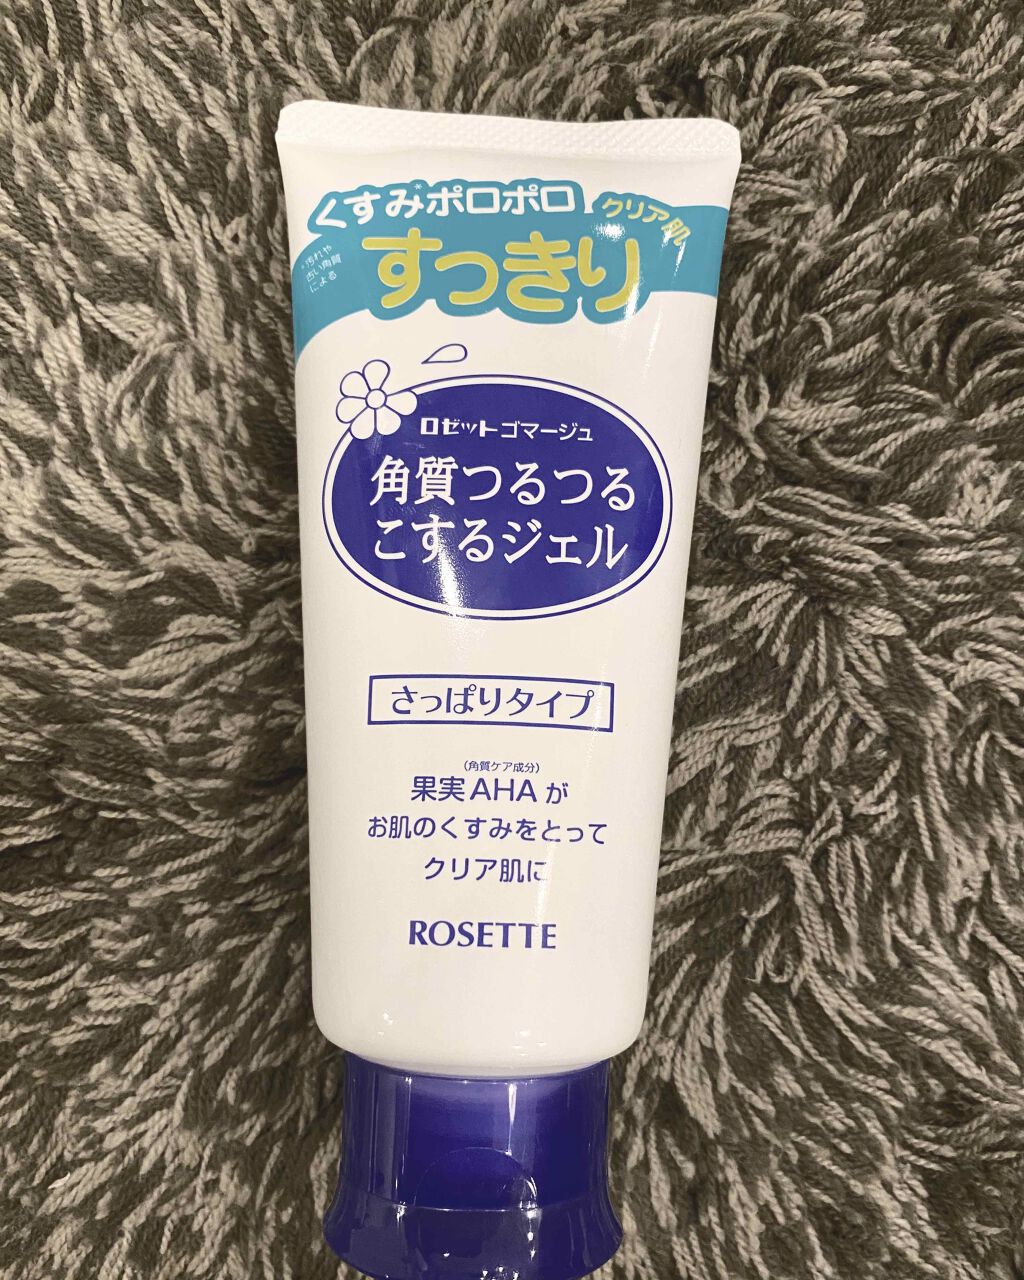 くすみ*ポロポロ
クリア肌
すっきり
*汚れや
古い角質
による
ロゼットゴマージュ
角質つるつる
こするジェル
さっぱりタイプ
(角質ケア成分)
果実AHAが
お肌のくすみをとって
クリア肌に
ROSETTE